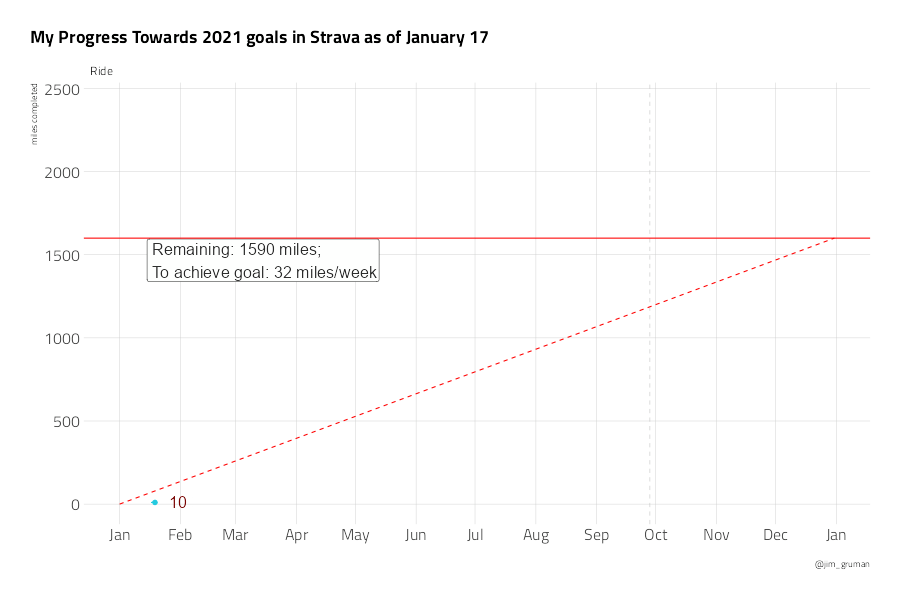 My Progress Towards 2021 goals in Strava as of January 17
Ride
miles completed
2500
2000
1500
1000
500
0
Remaining: 1590 miles;
To achieve goal: 32 miles/week
10
Jan Feb Mar Apr May Jun Jul Aug Sep Oct Nov Dec Jan
@jim_gruman